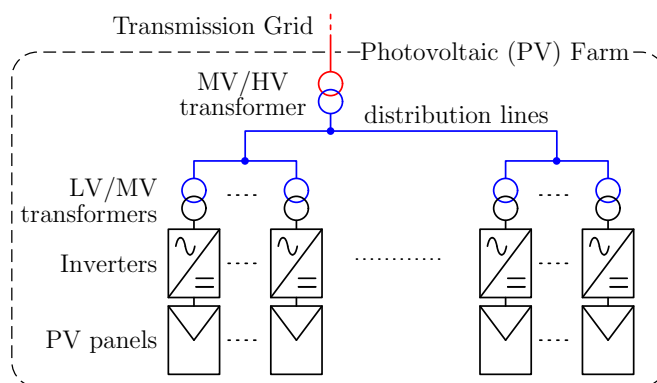 Transmission Grid
Photovoltaic (PV) Farm
MV/HV
transformer
distribution lines
LV/MV
transformers
Inverters
PV panels